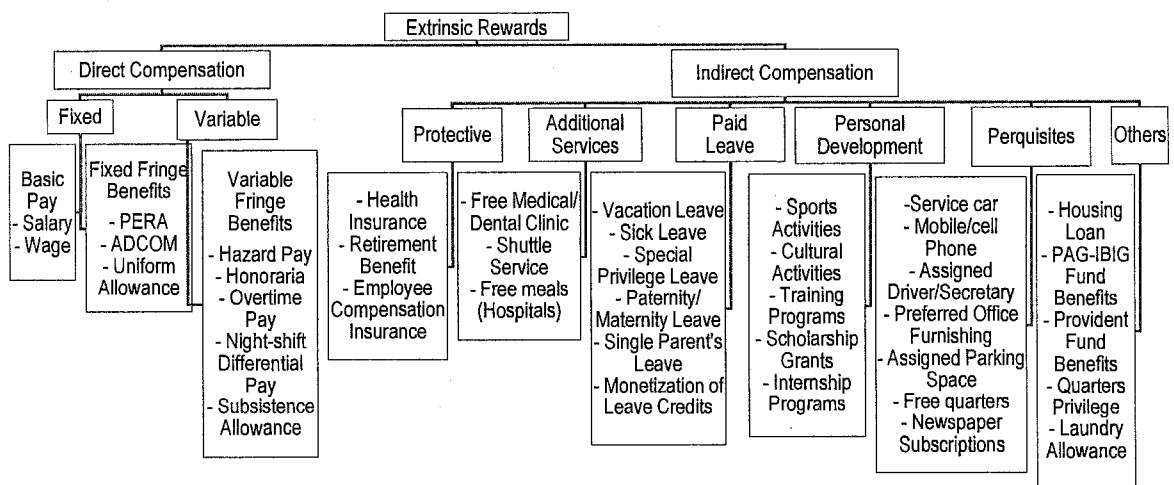 Extrinsic Rewards
Direct Compensation
Indirect Compensation
Fixed
Variable
Protective
Additional
Services
Paid
Leave
Personal
Development
Perquisites
Others
Basic
Pay
- Salary
- Wage
Fixed Fringe
Benefits
- PERA
- ADCOM
- Uniform
Allowance
Variable
Fringe
Benefits
- Hazard Pay
- Honoraria
- Overtime
Pay
- Night-shift
Differential
Pay
- Subsistence
Allowance
- Health
Insurance
- Retirement
Benefit
- Employee
Compensation
Insurance
- Free Medical/
Dental Clinic
- Shuttle
Service
- Free meals
(Hospitals)
- Vacation Leave
- Sick Leave
- Special
Privilege Leave
- Paternity/
Maternity Leave
- Single Parent's
Leave
- Monetization of
Leave Credits
- Sports
Activities
- Cultural
Activities
- Training
Programs
- Scholarship
Grants
- Internship
Programs
-Service car
- Mobile/cell
Phone
- Assigned
Driver/Secretary
- Preferred Office
Furnishing
- Assigned Parking
Space
- Free quarters
- Newspaper
Subscriptions
- Housing
Loan
- PAG-IBIG
Fund
Benefits
- Provident
Fund
Benefits
- Quarters
Privilege
- Laundry
Allowance